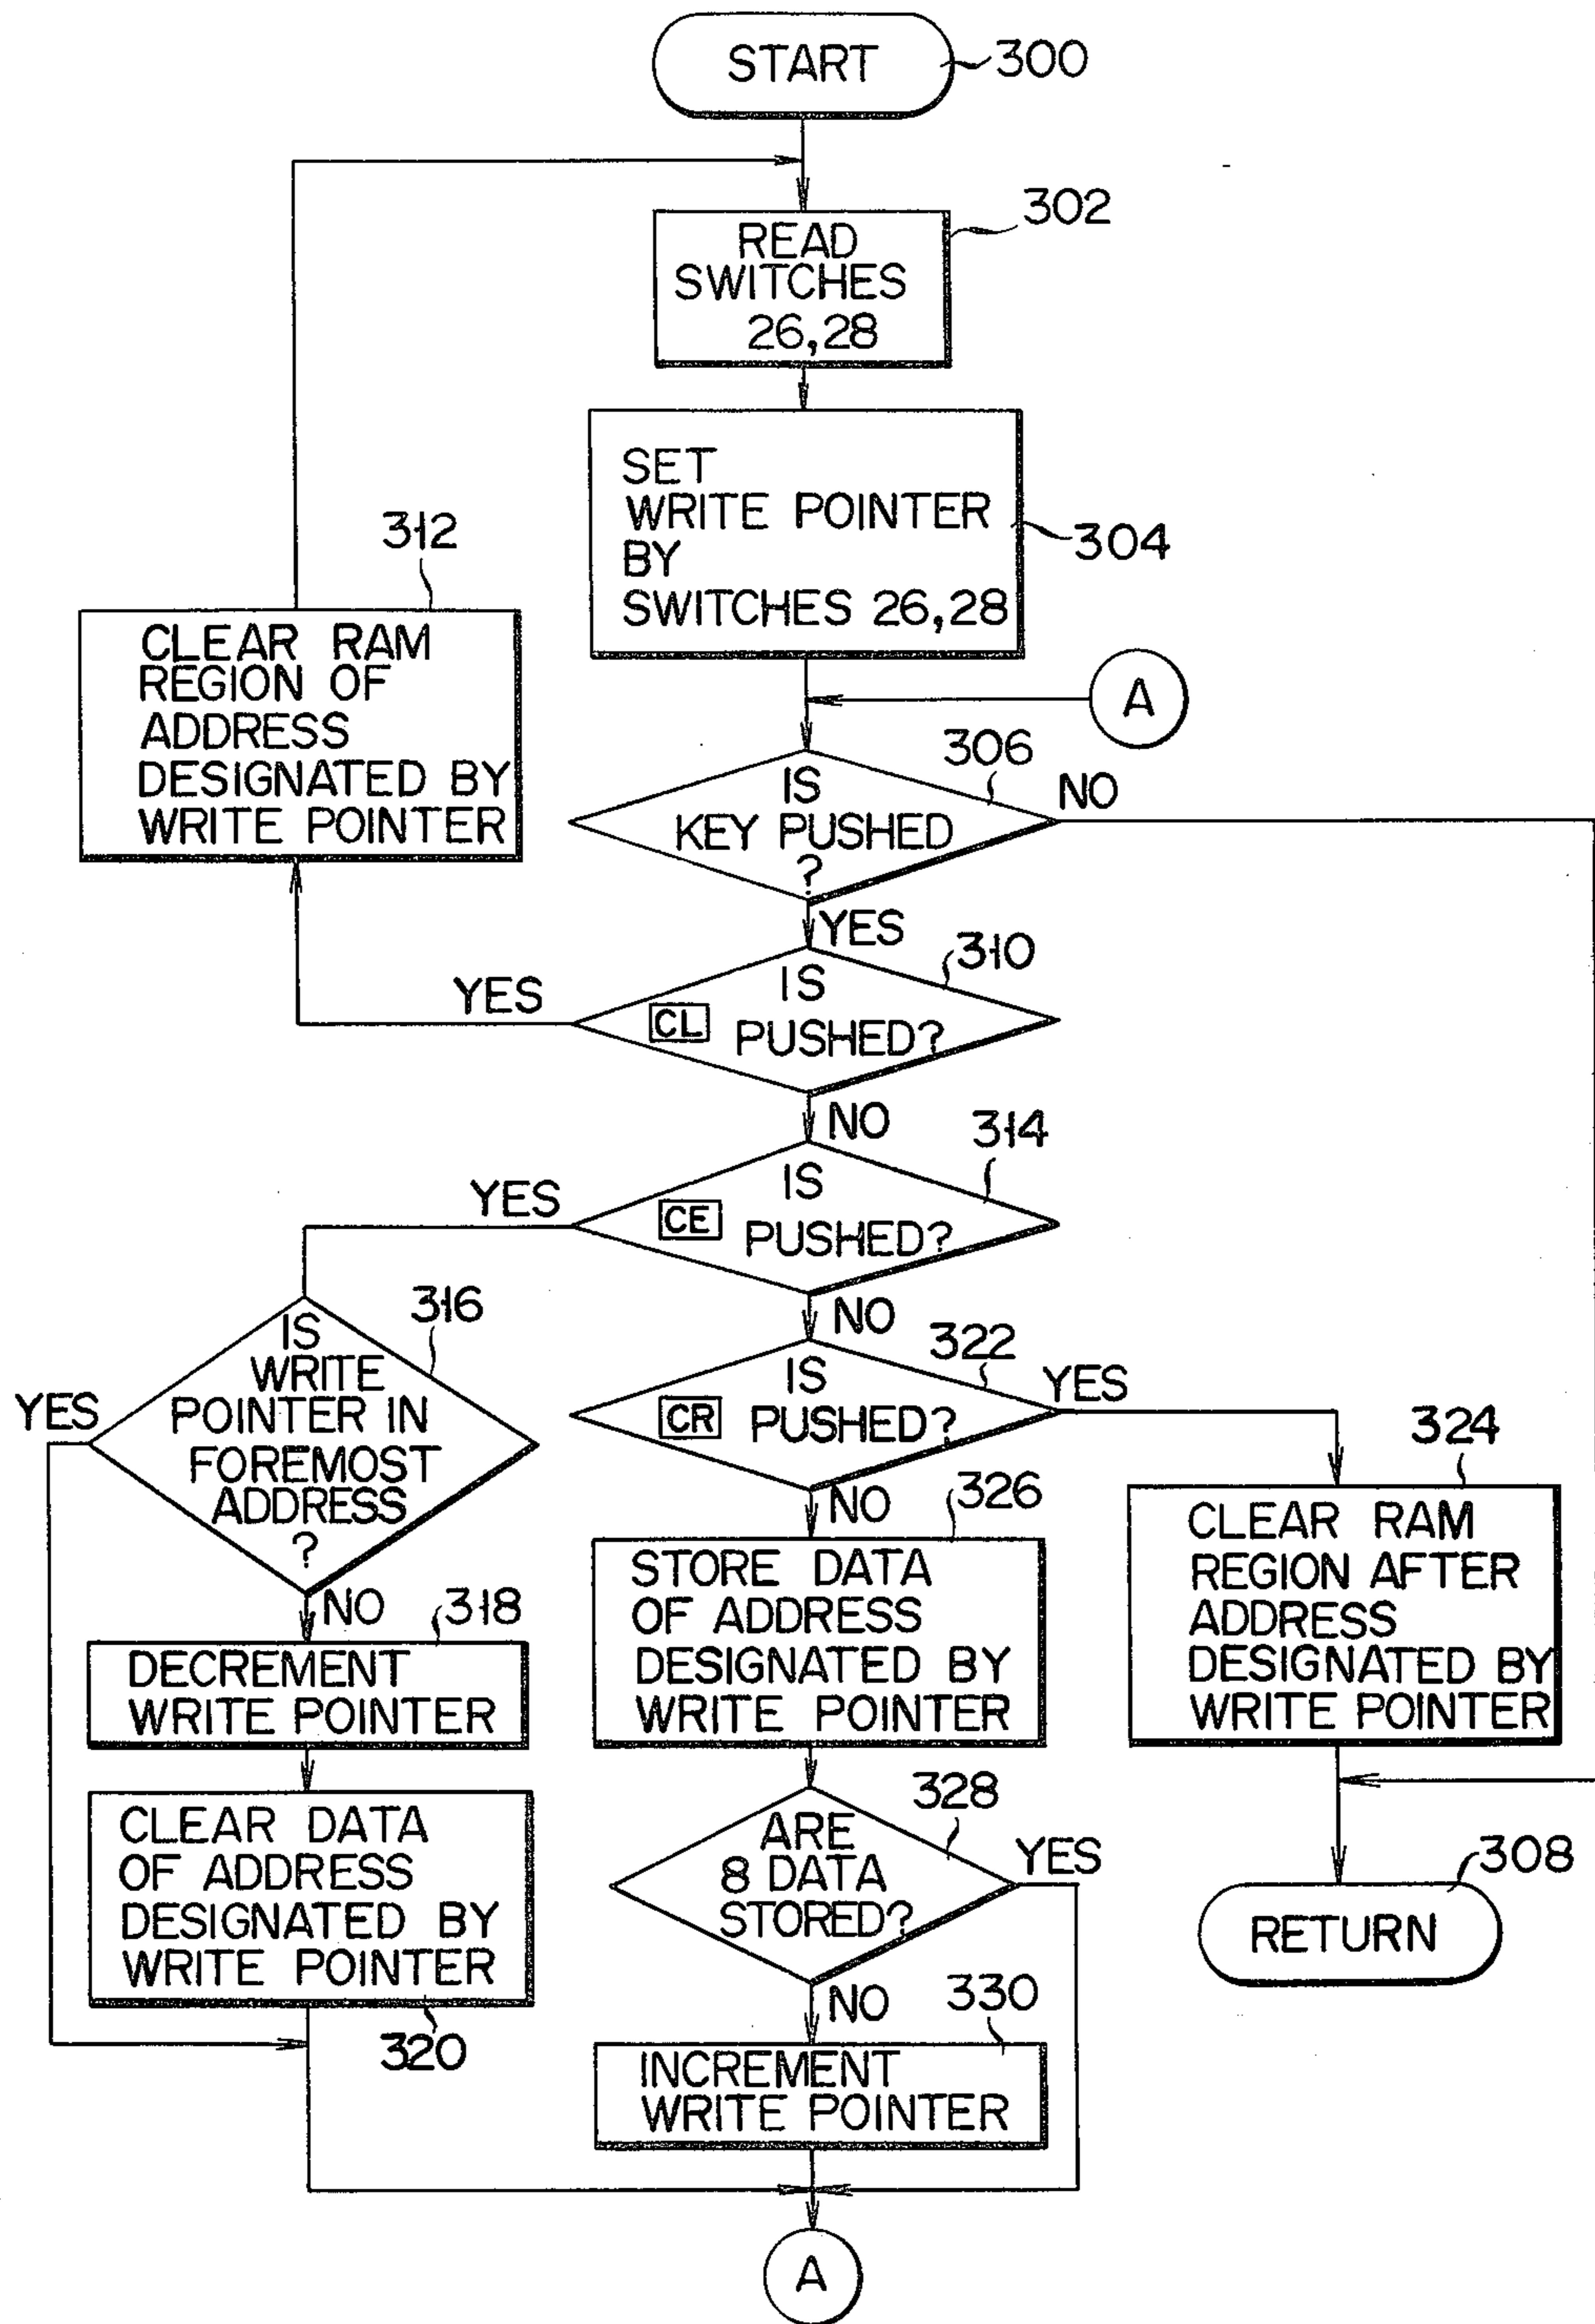 START
300
302
READ
SWITCHES
26,28
SET
WRITE POINTER
BY
SWITCHES 26,28
304
312
CLEAR RAM
REGION OF
ADDRESS
DESIGNATED BY
WRITE POINTER
A
306
IS
KEY PUSHED
?
NO
YES
310
YES
IS
CL PUSHED?
NO
314
YES
IS
CE PUSHED?
NO
316
IS
WRITE
POINTER IN
FOREMOST
ADDRESS
?
YES
NO
322
IS
CR PUSHED?
YES
NO
324
CLEAR RAM
REGION AFTER
ADDRESS
DESIGNATED BY
WRITE POINTER
326
STORE DATA
OF ADDRESS
DESIGNATED BY
WRITE POINTER
318
DECREMENT
WRITE POINTER
CLEAR DATA
OF ADDRESS
DESIGNATED BY
WRITE POINTER
320
328
ARE
8 DATA
STORED?
YES
NO
308
RETURN
330
INCREMENT
WRITE POINTER
A